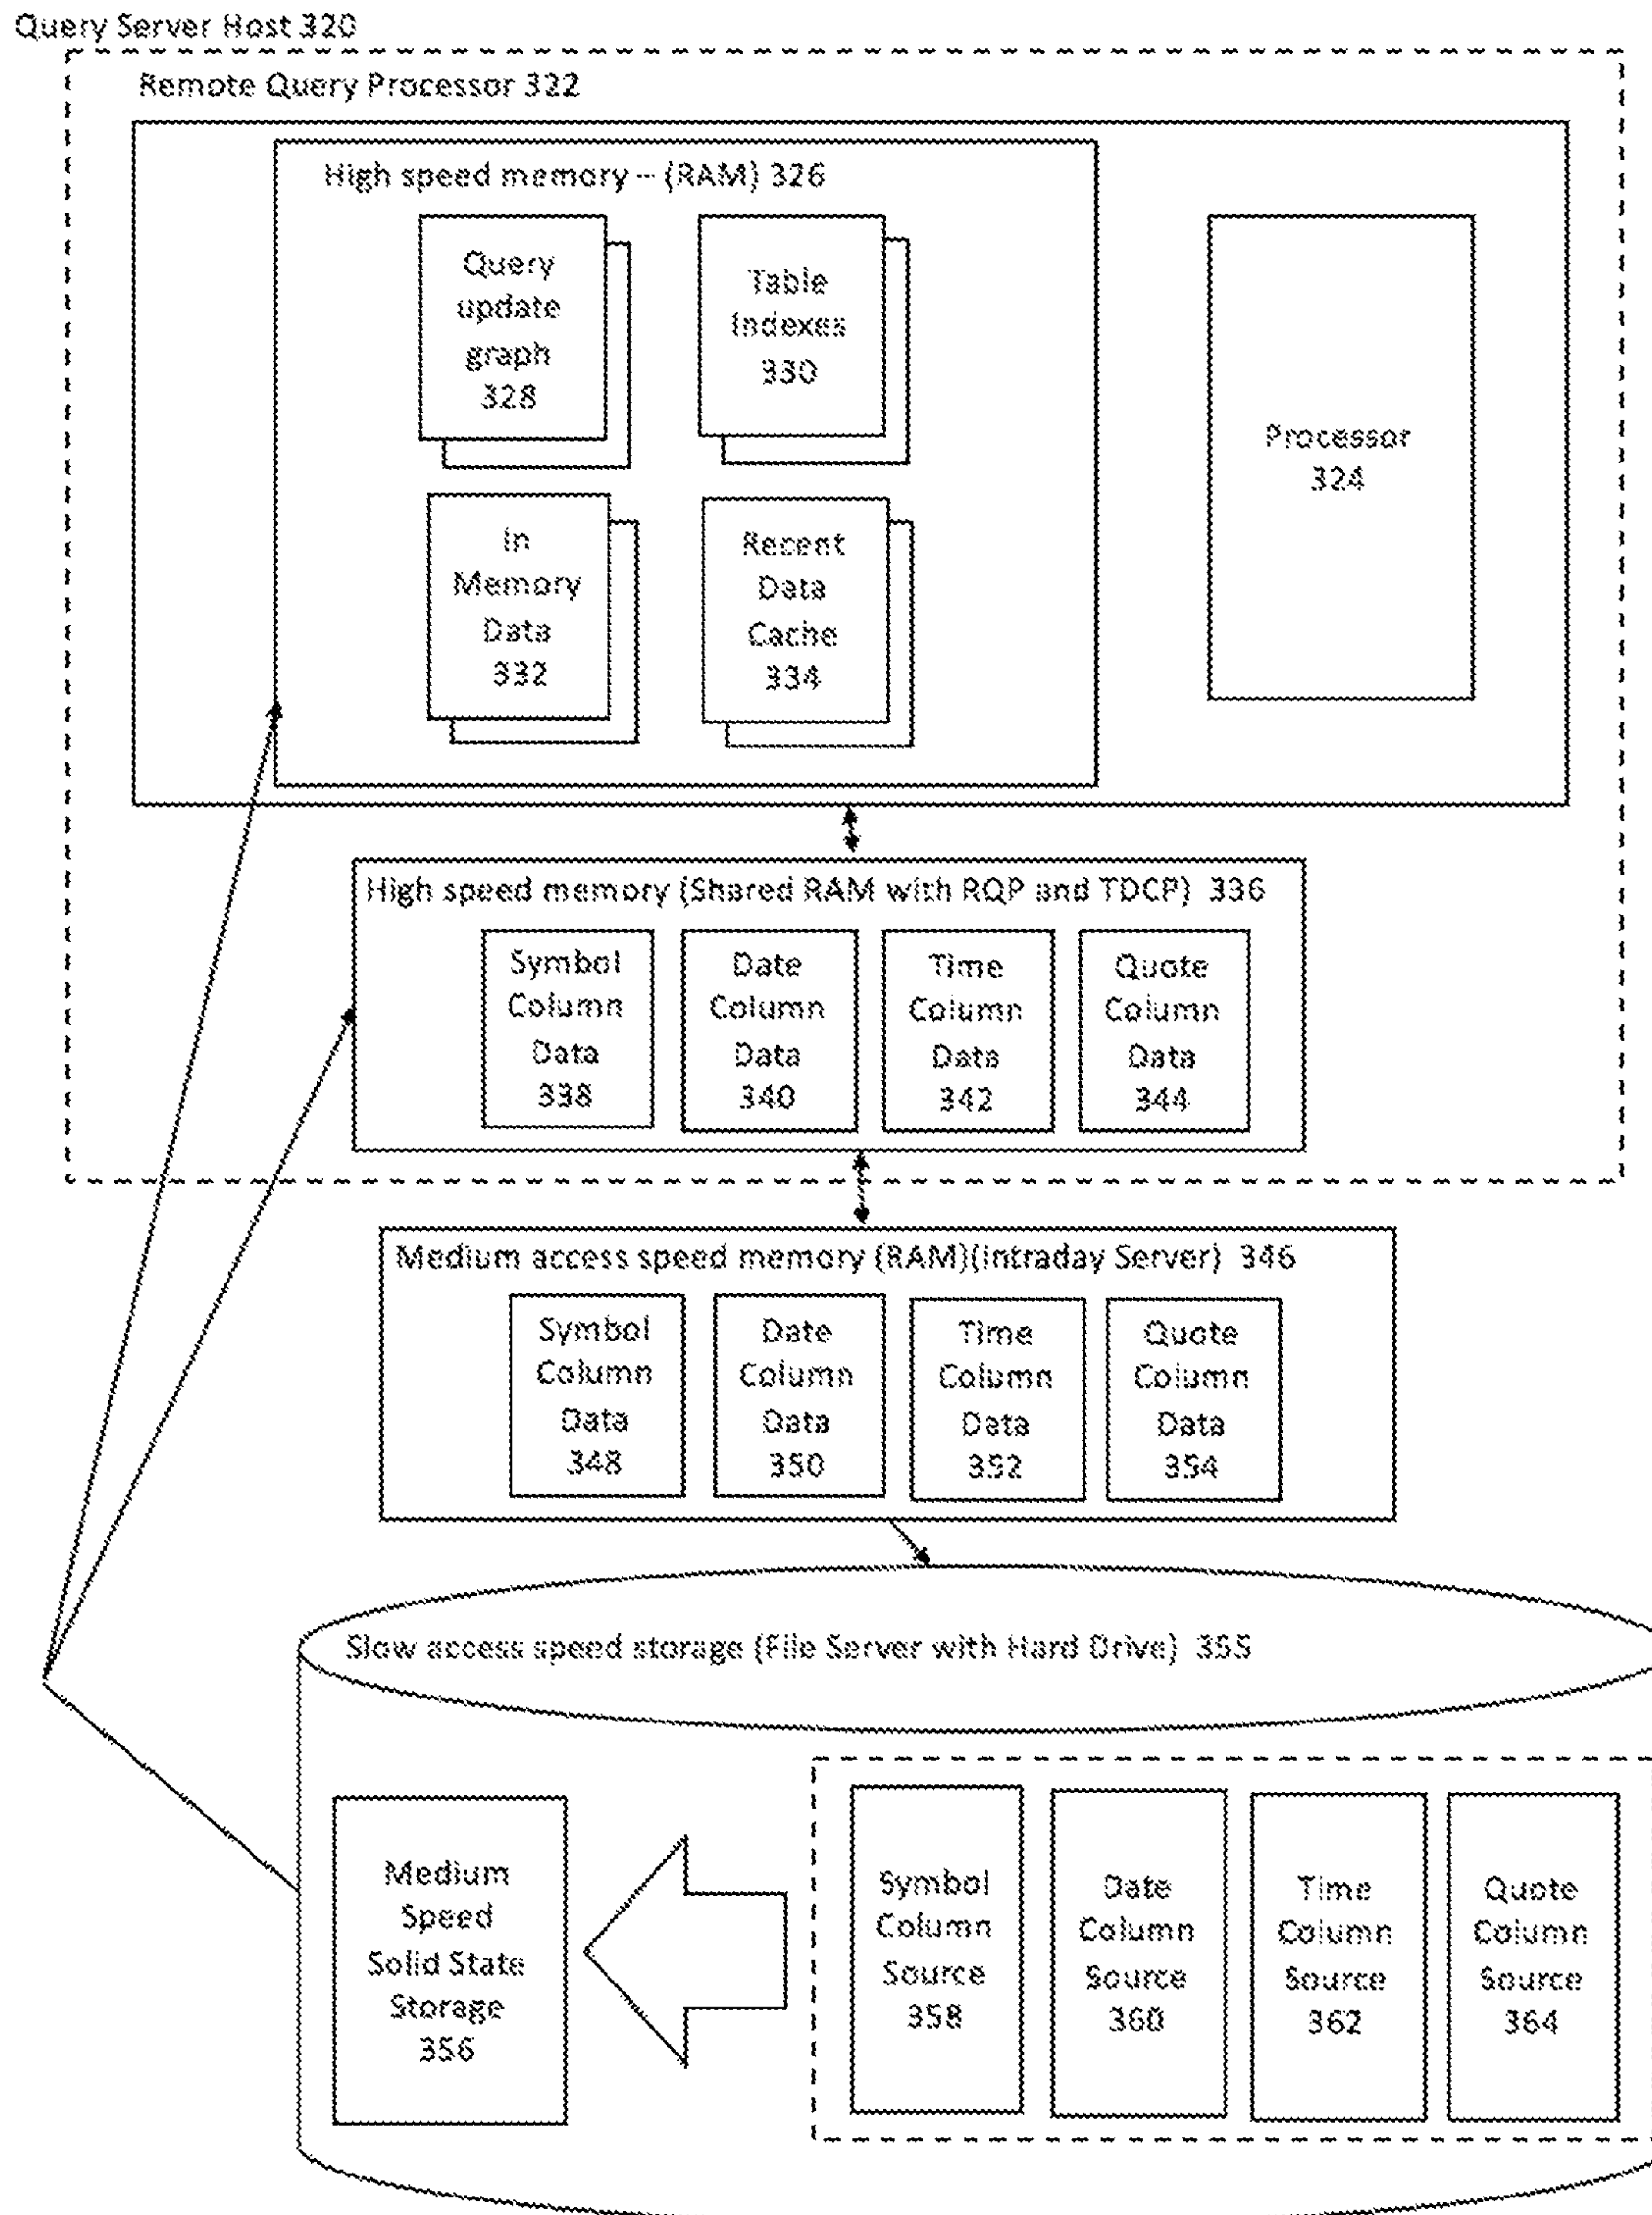 Query Server Host 320
Remote Query Processor 322
High speed memory -- (RAM) 326
Query
update
graph
328
Table
Indexes
330
Processor
324
In
Memory
Data
332
Recent
Data
Cache
334
High speed memory (Shared RAM with RQP and TDCP) 336
Symbol
Column
Data
338
Date
Column
Data
340
Time
Column
Data
342
Quote
Column
Data
344
Medium access speed memory (RAM)(Intraday Server) 346
Symbol
Column
Data
348
Date
Column
Data
350
Time
Column
Data
352
Quote
Column
Data
354
Slow access speed storage (File Server with Hard Drive) 355
Medium
Speed
Solid State
Storage
356
Symbol
Column
Source
358
Date
Column
Source
360
Time
Column
Source
362
Quote
Column
Source
364